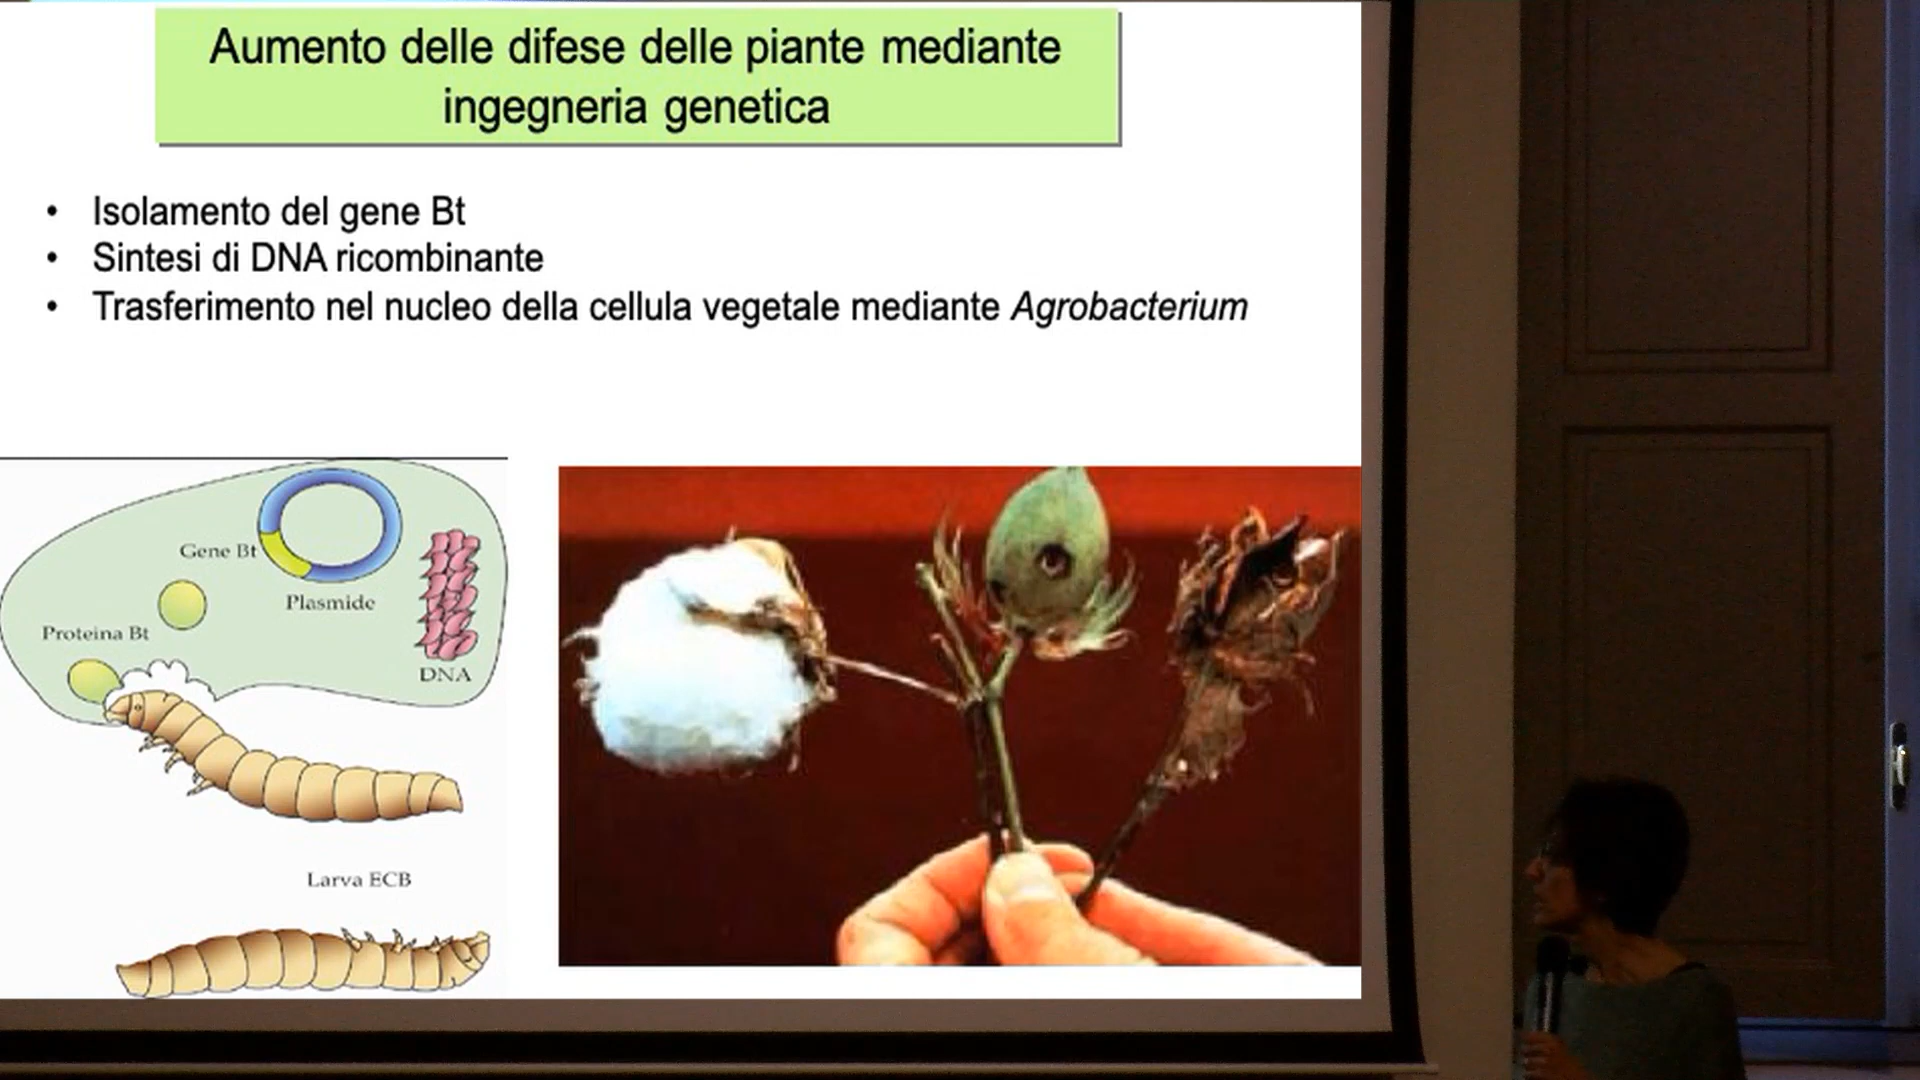 Aumento delle difese delle piante mediante
ingegneria genetica
• Isolamento del gene Bt
• Sintesi di DNA ricombinante
• Trasferimento nel nucleo della cellula vegetale mediante Agrobacterium
Gene Bt
Plasmide
Proteina Bt
DNA
Larva ECB